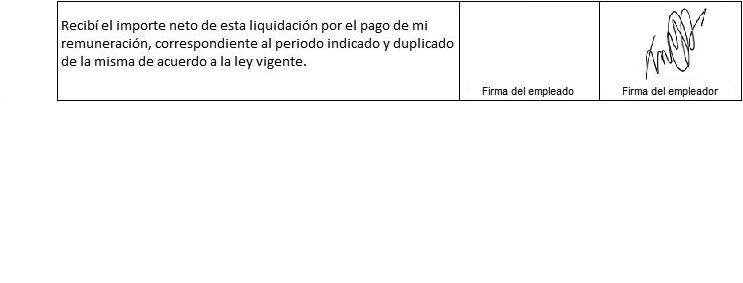 Recibí el importe neto de esta liquidación por el pago de mi
remuneración, correspondiente al periodo indicado y duplicado
de la misma de acuerdo a la ley vigente.
Firma del empleado
Firma del empleador